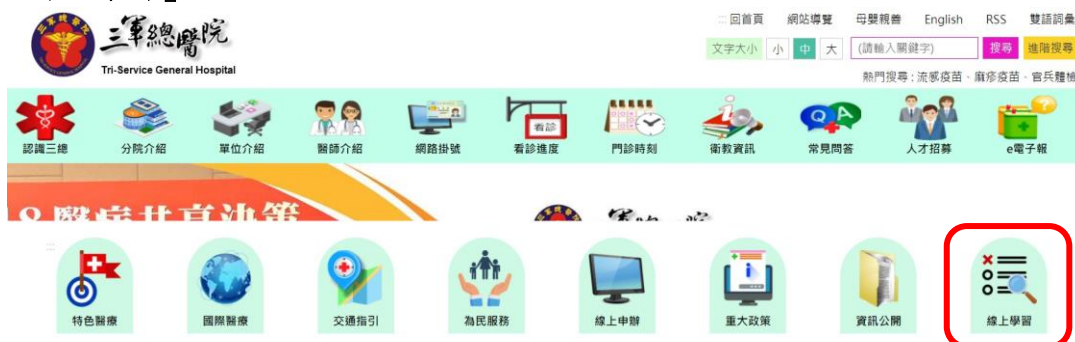 三軍總醫院
Tri-Service General Hospital
回首頁 網站導覽 母嬰親善 English RSS 雙語詞彙
文字大小 小 中 大 (請輸入關鍵字) 搜尋 進階搜尋
熱門搜尋：流感疫苗、麻疹疫苗、官兵體檢
認識三總 分院介紹 單位介紹 醫師介紹 網路掛號 看診進度 門診時刻 衛教資訊 常見問答 人才招募 e電子報
看診
Q A
特色醫療 國際醫療 交通指引 為民服務 線上申辦 重大政策 資訊公開 線上學習